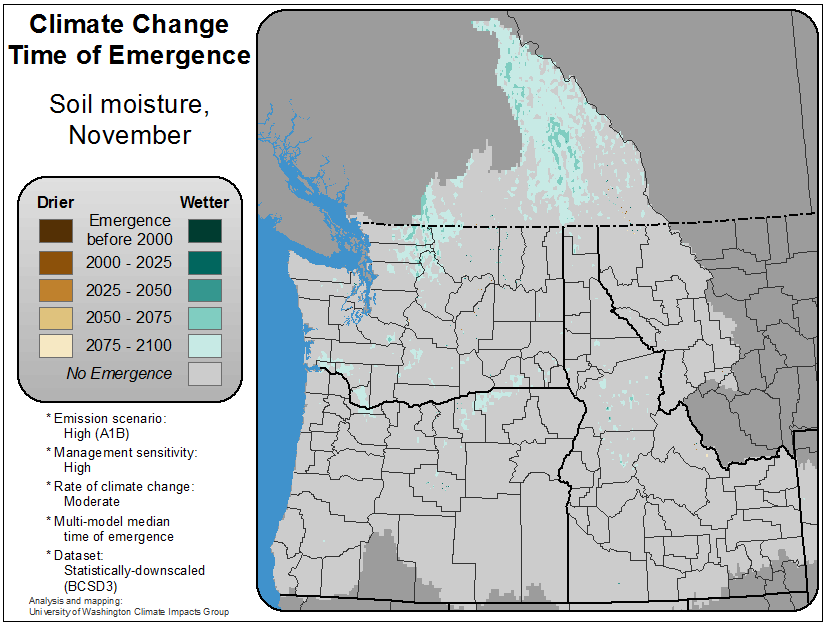 Climate Change
Time of Emergence
Soil moisture,
November
Drier
Wetter
Emergence
before 2000
2000 - 2025
2025 - 2050
2050 - 2075
2075 - 2100
No Emergence
* Emission scenario:
High (A1B)
* Management sensitivity:
High
* Rate of climate change:
Moderate
* Multi-model median
time of emergence
* Dataset:
Statistically-downscaled
(BCSD3)
Analysis and mapping:
University of Washington Climate Impacts Group